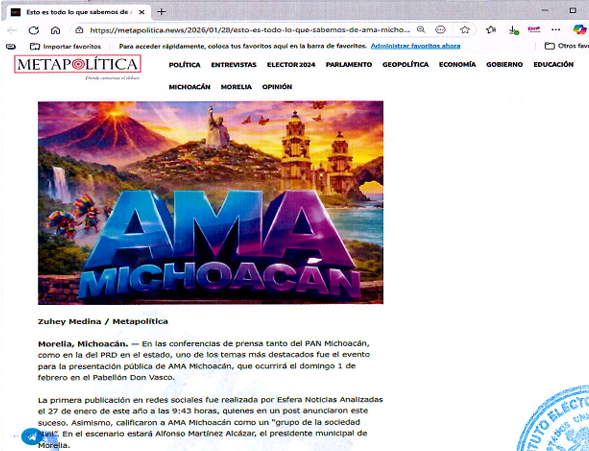 Esto es todo lo que sabemos de
https://metapolitica.news/2026/01/28/esto-es-todo-lo-que-sabemos-de-ama-micho...
Importar favoritos Para acceder rápidamente, coloca tus favoritos aquí en la barra de favoritos. Administrar favoritos ahora Otros fav
METAPOLÍTICA POLÍTICA ENTREVISTAS ELECTOR 2024 PARLAMENTO GEOPOLÍTICA ECONOMÍA GOBIERNO EDUCACIÓN
Donde comienza el debate
MICHOACÁN MORELIA OPINIÓN
AMA
MICHOACÁN
Zuhey Medina / Metapolítica
Morelia, Michoacán. — En las conferencias de prensa tanto del PAN Michoacán,
como en la del PRD en el estado, uno de los temas más destacados fue el evento
para la presentación pública de AMA Michoacán, que ocurrirá el domingo 1 de
febrero en el Pabellón Don Vasco.
La primera publicación en redes sociales fue realizada por Esfera Noticias Analizadas
el 27 de enero de este año a las 9:43 horas, quienes en un post anunciaron este
suceso. Asimismo, calificaron a AMA Michoacán como un "grupo de la sociedad
civil". En el escenario estará Alfonso Martínez Alcázar, el presidente municipal de
Morelia.